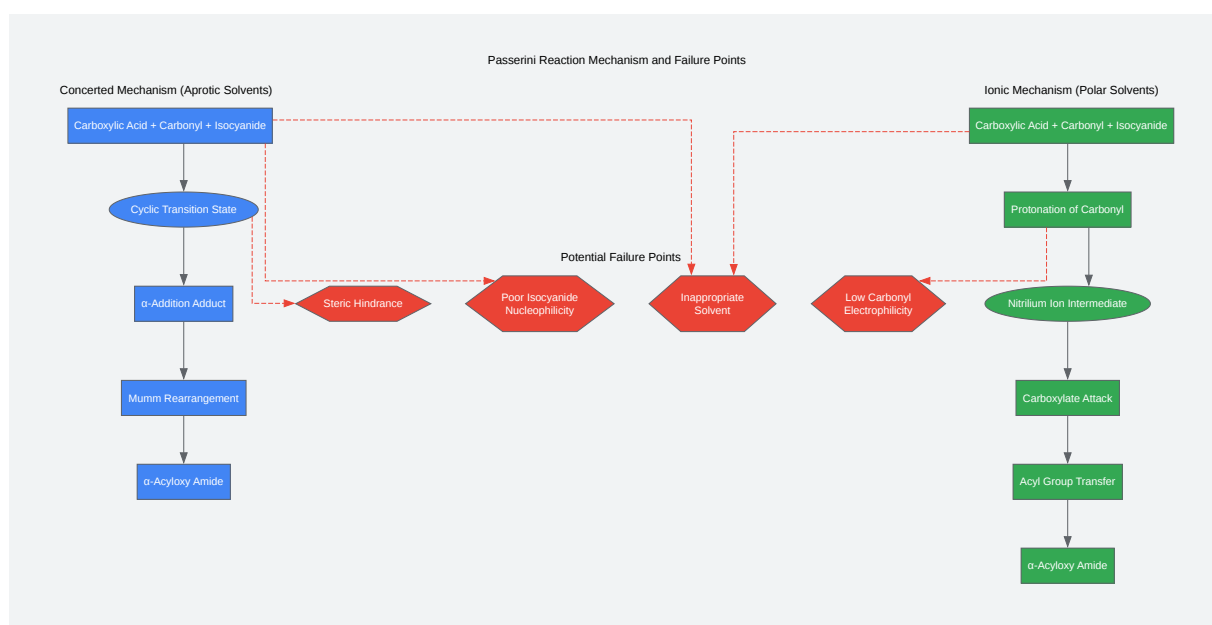 Passerini Reaction Mechanism and Failure Points
Concerted Mechanism (Aprotic Solvents)
Carboxylic Acid + Carbonyl + Isocyanide
Cyclic Transition State
α-Addition Adduct
Mumm Rearrangement
α-Acyloxy Amide
Potential Failure Points
Steric Hindrance
Poor Isocyanide
Nucleophilicity
Inappropriate
Solvent
Low Carbonyl
Electrophilicity
Ionic Mechanism (Polar Solvents)
Carboxylic Acid + Carbonyl + Isocyanide
Protonation of Carbonyl
Nitrilium Ion Intermediate
Carboxylate Attack
Acyl Group Transfer
α-Acyloxy Amide